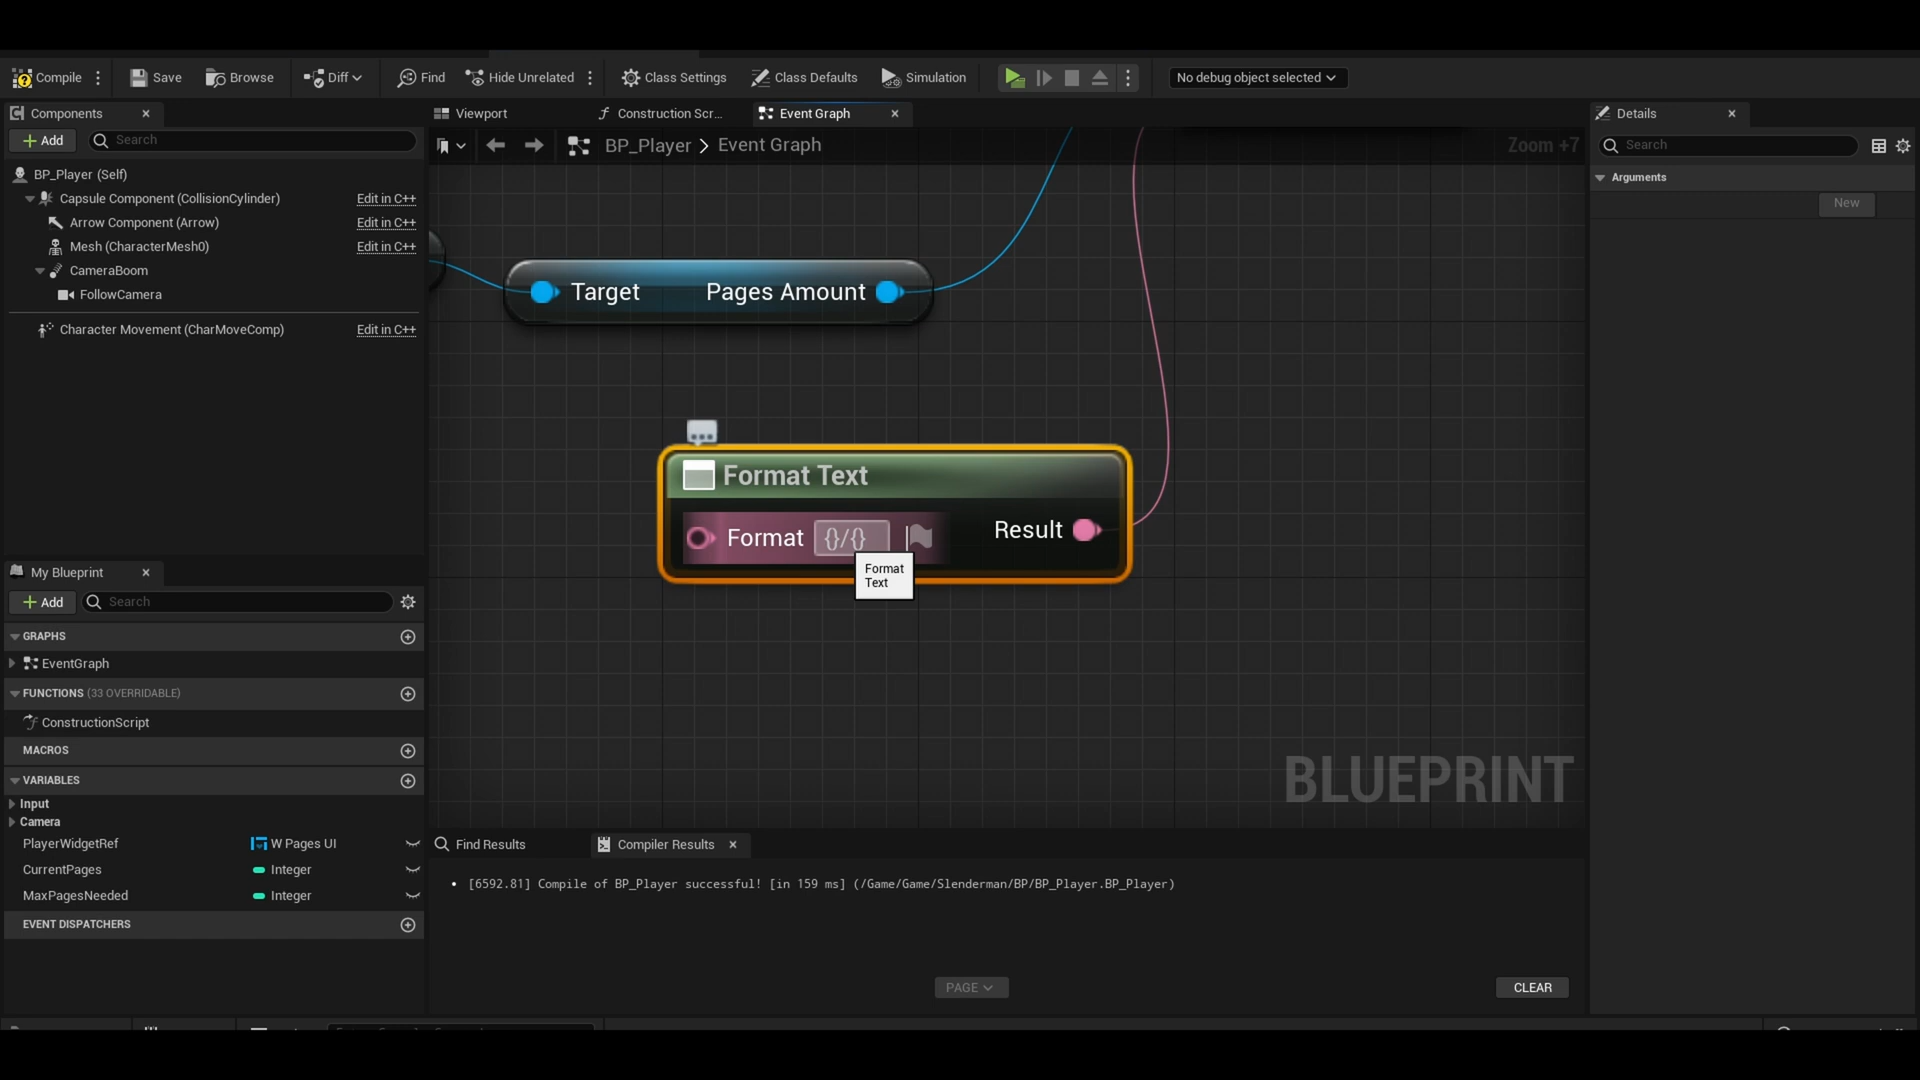 Compile
Save
Browse
Diff
Find
Hide Unrelated
Class Settings
Class Defaults
Simulation
No debug object selected
Components
Add
Search
BP_Player (Self)
Capsule Component (CollisionCylinder) Edit in C++
Arrow Component (Arrow) Edit in C++
Mesh (CharacterMesh0) Edit in C++
CameraBoom
FollowCamera
Character Movement (CharMoveComp) Edit in C++
My Blueprint
Add
Search
GRAPHS
EventGraph
FUNCTIONS (33 OVERRIDABLE)
ConstructionScript
MACROS
VARIABLES
Input
Camera
PlayerWidgetRef W Pages UI
CurrentPages Integer
MaxPagesNeeded Integer
EVENT DISPATCHERS
Viewport
Construction Scr...
Event Graph
BP_Player > Event Graph
Zoom +7
Target Pages Amount
Format Text
Format {}/{} Result
Format
Text
BLUEPRINT
Find Results
Compiler Results
• [6592.81] Compile of BP_Player successful! [in 159 ms] (/Game/Game/Slenderman/BP/BP_Player.BP_Player)
PAGE
CLEAR
Details
Search
Arguments
New